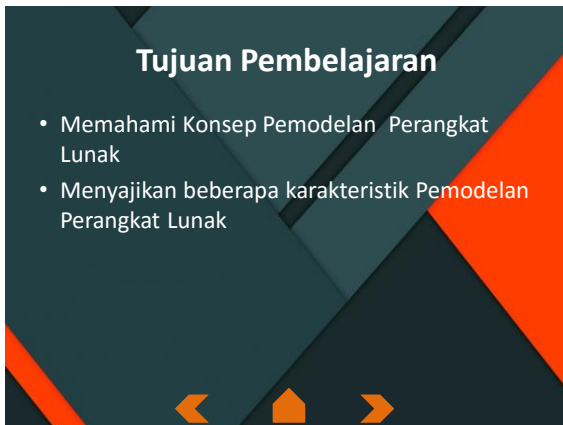 Tujuan Pembelajaran
• Memahami Konsep Pemodelan Perangkat
Lunak
• Menyajikan beberapa karakteristik Pemodelan
Perangkat Lunak